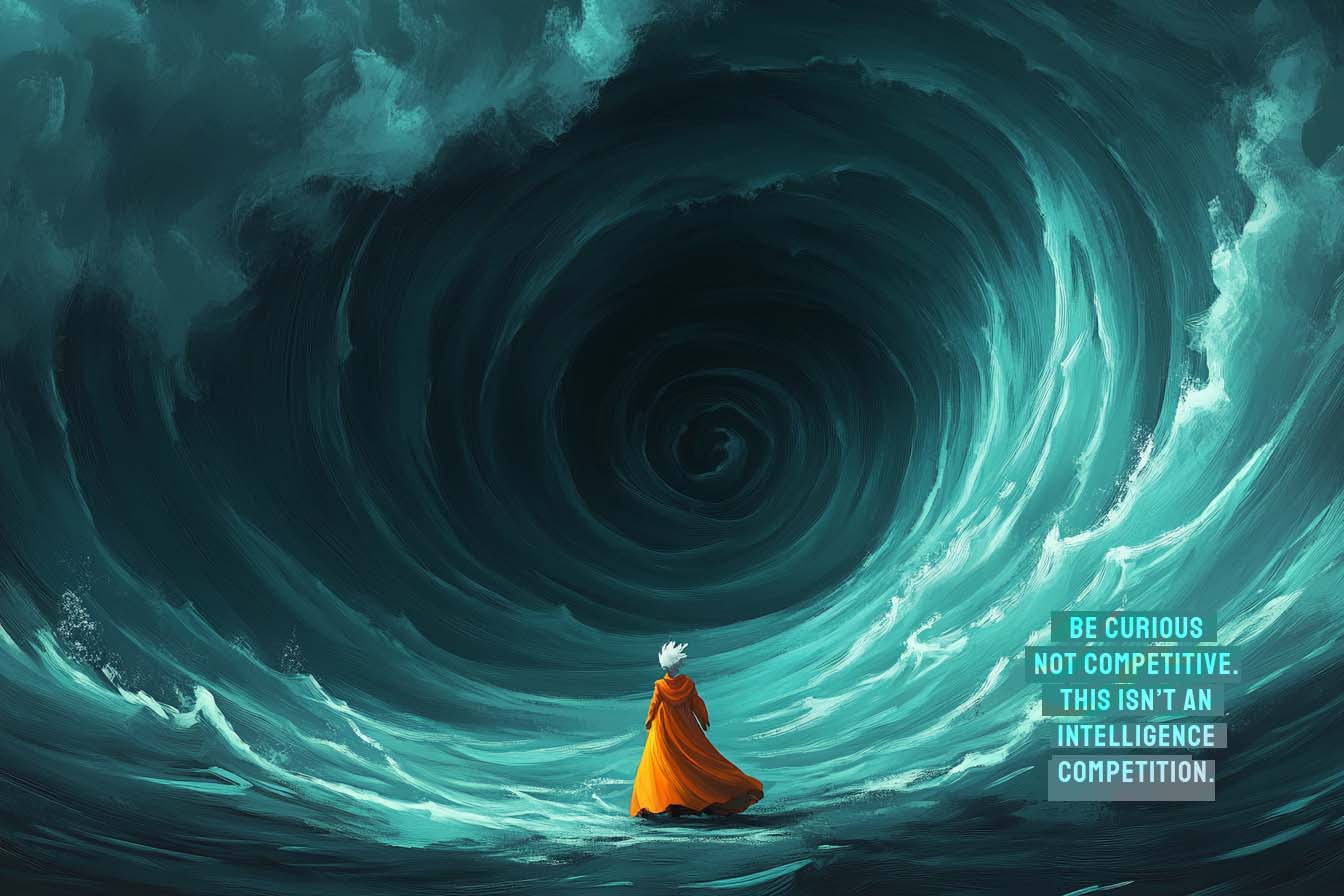 BE CURIOUS
NOT COMPETITIVE.
THIS ISN’T AN
INTELLIGENCE
COMPETITION.